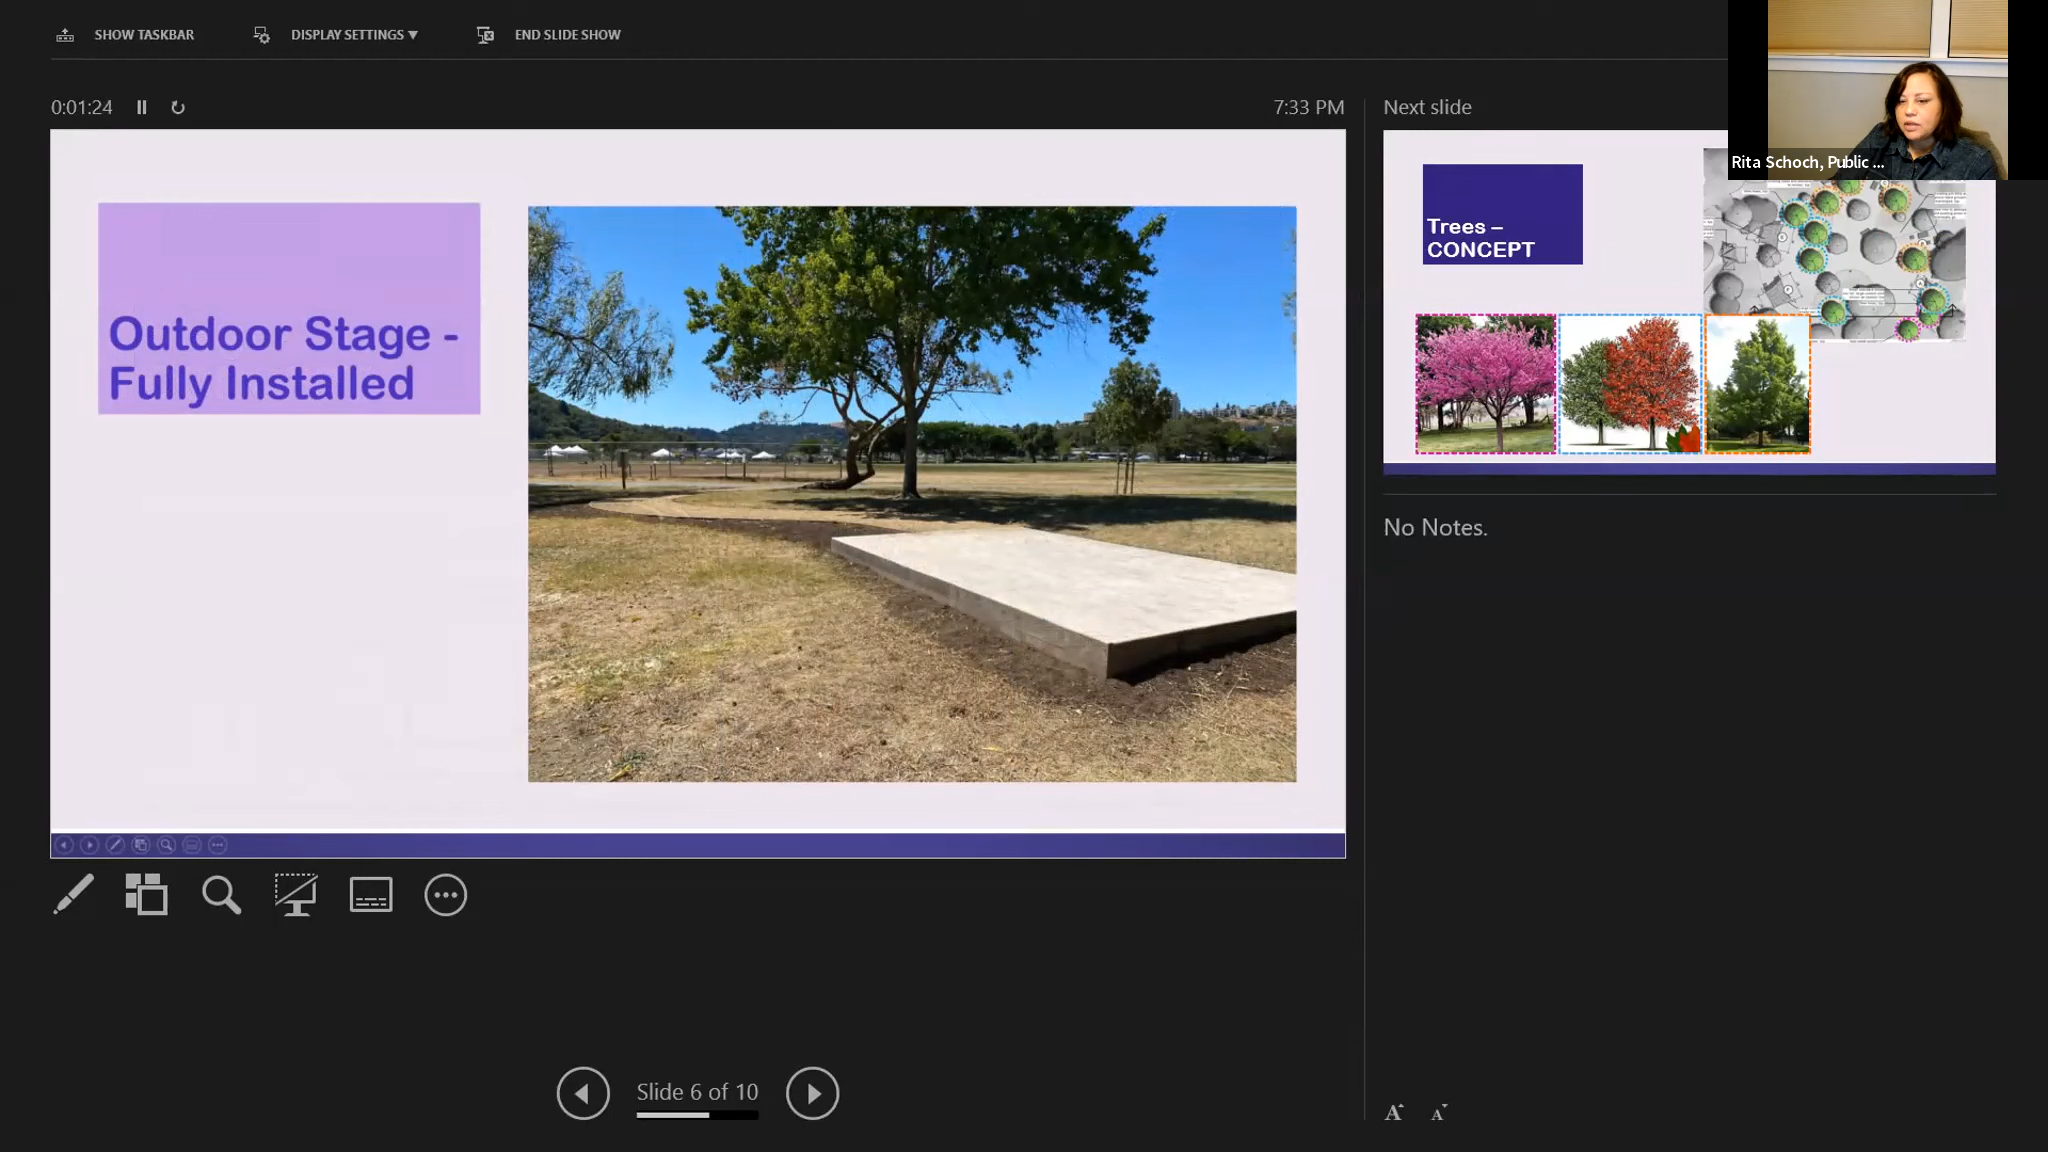 SHOW TASKBAR
DISPLAY SETTINGS ▼
END SLIDE SHOW
0:01:24
7:33 PM
Next slide
Rita Schoch, Public ...
Outdoor Stage -
Fully Installed
Trees –
CONCEPT
No Notes.
Slide 6 of 10
A
A